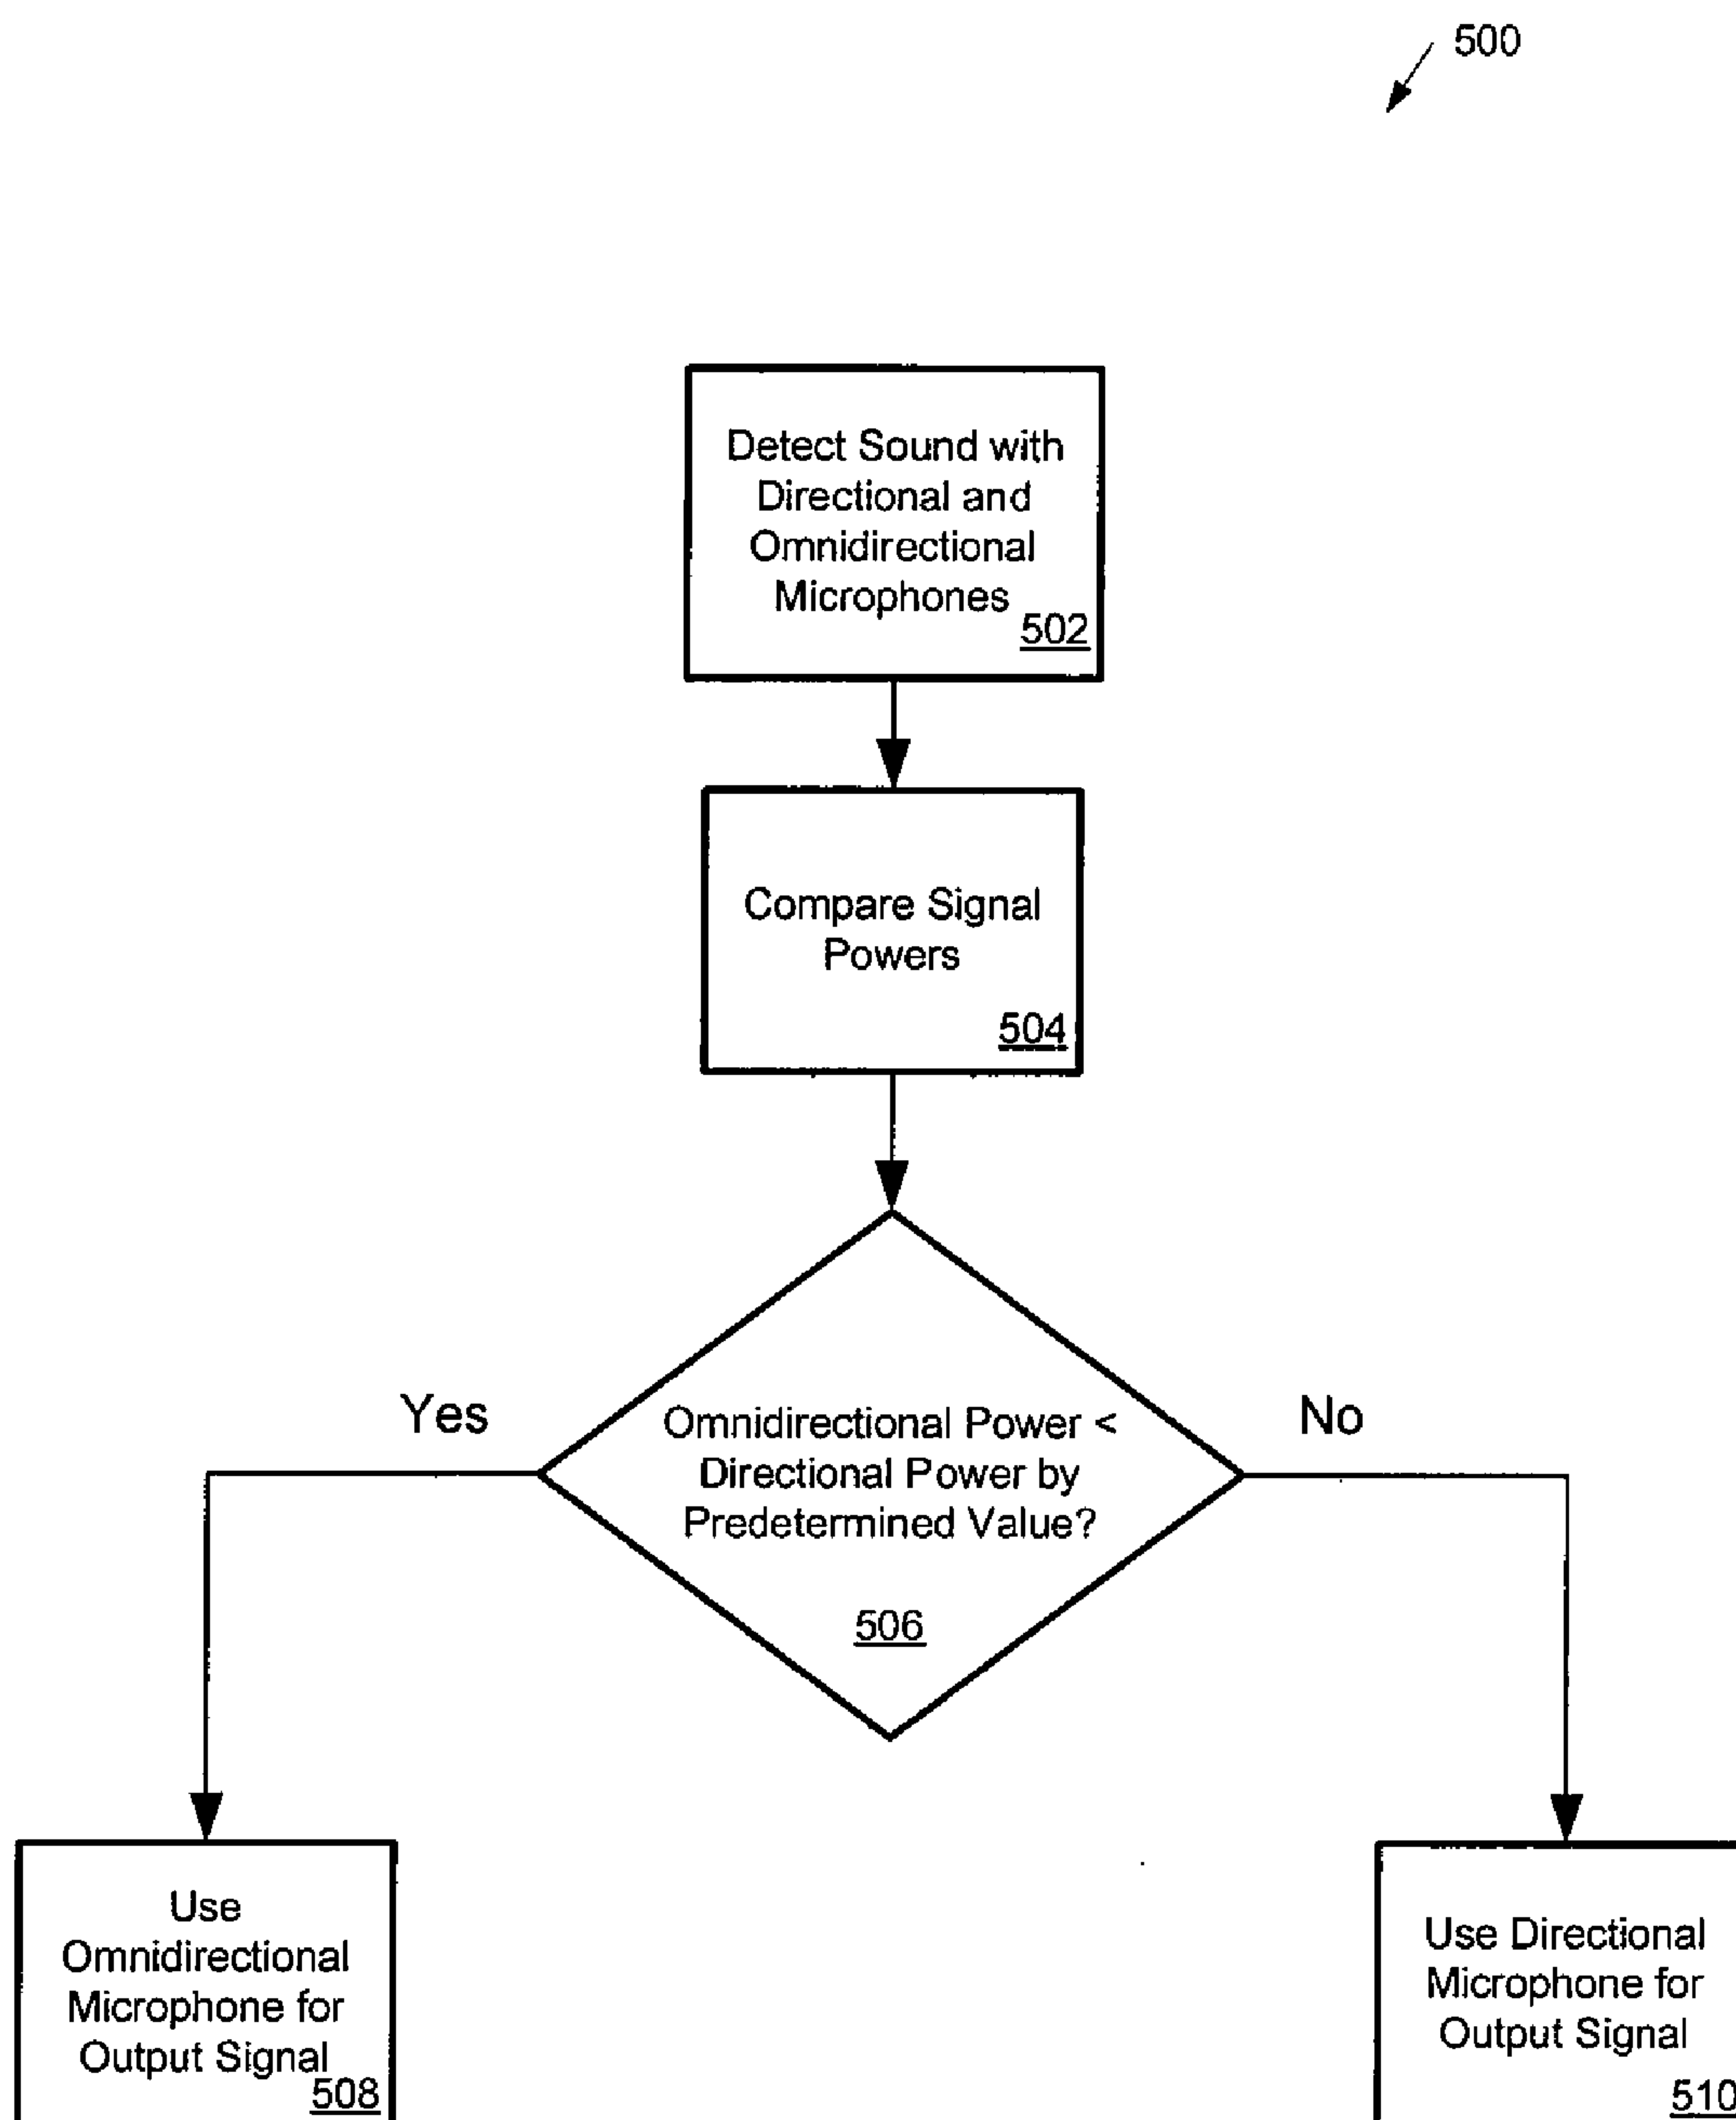 500
Detect Sound with
Directional and
Omnidirectional
Microphones
502
Compare Signal
Powers
504
Yes
No
Omnidirectional Power <
Directional Power by
Predetermined Value?
506
Use
Omnidirectional
Microphone for
Output Signal
508
Use Directional
Microphone for
Output Signal
510